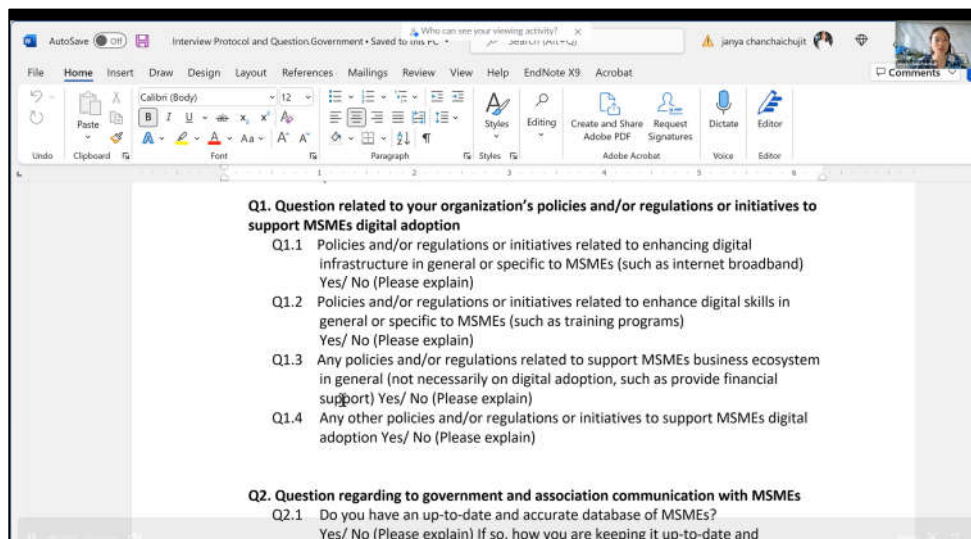 Who can see your viewing activity?
AutoSave Off Interview Protocol and Question.Government • Saved to this PC janya chanchaichujit
File Home Insert Draw Design Layout References Mailings Review View Help EndNote X9 Acrobat Comments
Calibri (Body) 12
Paste Styles Editing Create and Share Adobe PDF Request Signatures Dictate Editor
Undo Clipboard Font Paragraph Styles Adobe Acrobat Voice Editor
1 2 3 4 5 6
Q1. Question related to your organization's policies and/or regulations or initiatives to
support MSMEs digital adoption
Q1.1 Policies and/or regulations or initiatives related to enhancing digital
infrastructure in general or specific to MSMEs (such as internet broadband)
Yes/ No (Please explain)
Q1.2 Policies and/or regulations or initiatives related to enhance digital skills in
general or specific to MSMEs (such as training programs)
Yes/ No (Please explain)
Q1.3 Any policies and/or regulations related to support MSMEs business ecosystem
in general (not necessarily on digital adoption, such as provide financial
support) Yes/ No (Please explain)
Q1.4 Any other policies and/or regulations or initiatives to support MSMEs digital
adoption Yes/ No (Please explain)
Q2. Question regarding to government and association communication with MSMEs
Q2.1 Do you have an up-to-date and accurate database of MSMEs?
Yes/ No (Please explain) If so, how you are keeping it up-to-date and